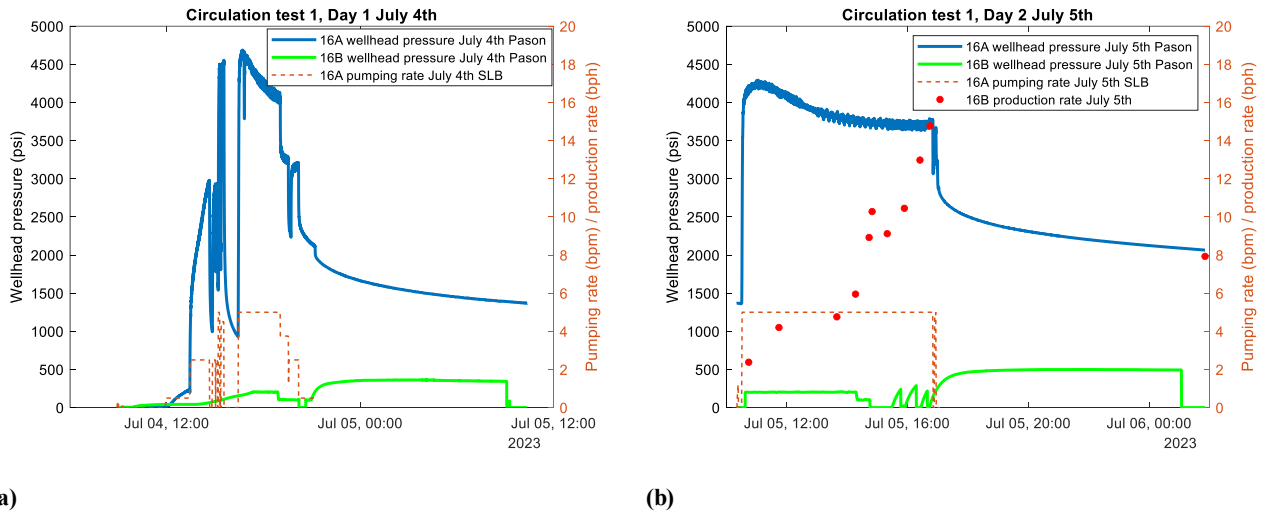 Circulation test 1, Day 1 July 4th
5000
4500
4000
3500
3000
2500
2000
1500
1000
500
0
Wellhead pressure (psi)
16A wellhead pressure July 4th Pason
16B wellhead pressure July 4th Pason
16A pumping rate July 4th SLB
20
18
16
14
12
10
8
6
4
2
0
Pumping rate (bpm) / production rate (bph)
Jul 04, 12:00
Jul 05, 00:00
Jul 05, 12:00
2023
a)
Circulation test 1, Day 2 July 5th
5000
4500
4000
3500
3000
2500
2000
1500
1000
500
0
Wellhead pressure (psi)
16A wellhead pressure July 5th Pason
16B wellhead pressure July 5th Pason
16A pumping rate July 5th SLB
16B production rate July 5th
20
18
16
14
12
10
8
6
4
2
0
Pumping rate (bpm) / production rate (bph)
Jul 05, 12:00
Jul 05, 16:00
Jul 05, 20:00
Jul 06, 00:00
2023
(b)